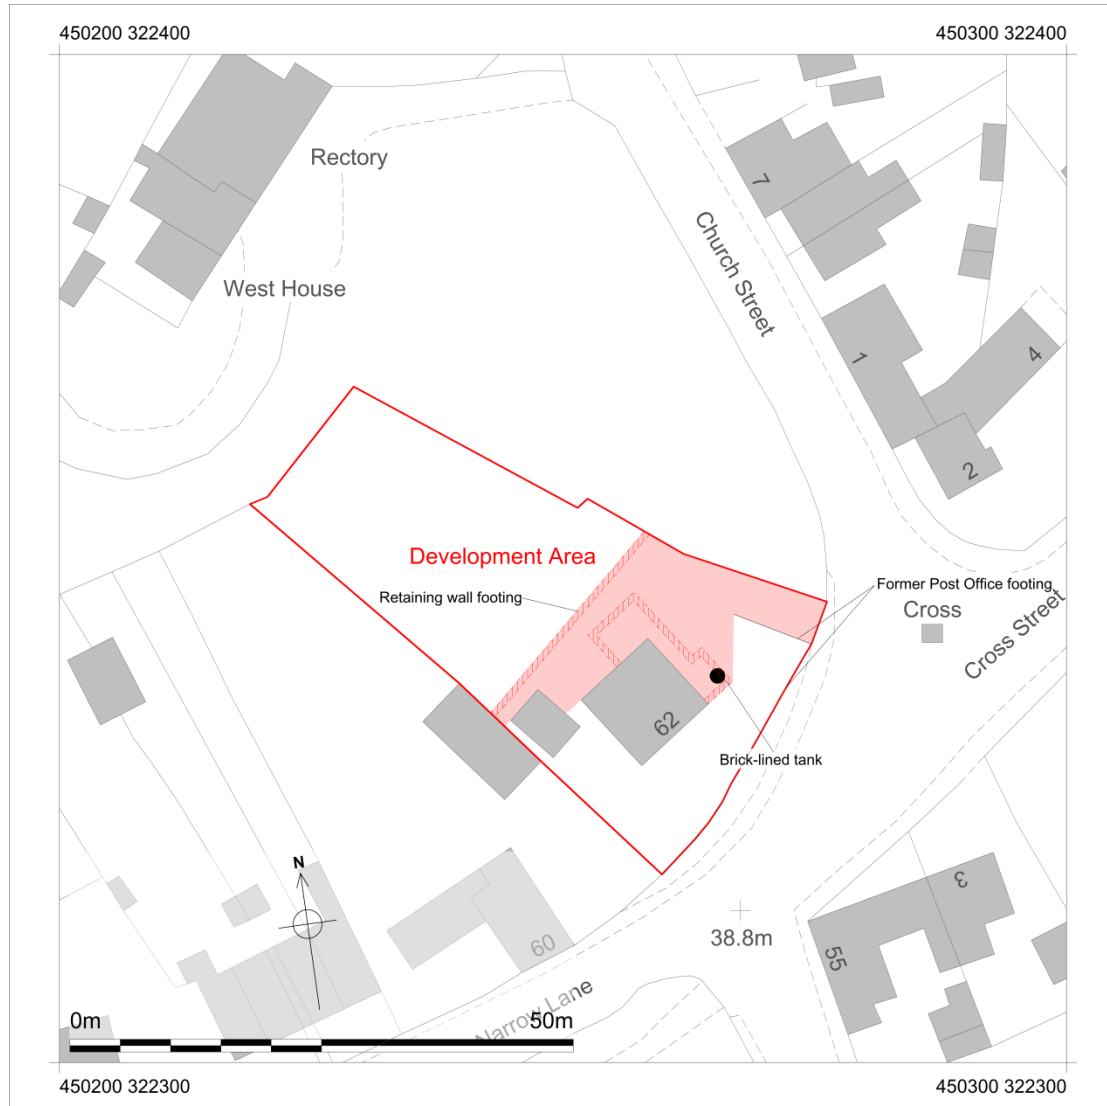 450200 322400
450300 322400
Rectory
7
Church Street
West House
1
4
2
Development Area
Retaining wall footing
Former Post Office footing
Cross
Cross Street
62
Brick-lined tank
N
3
60
38.8m
55
Narrow Lane
0m
50m
450200 322300
450300 322300